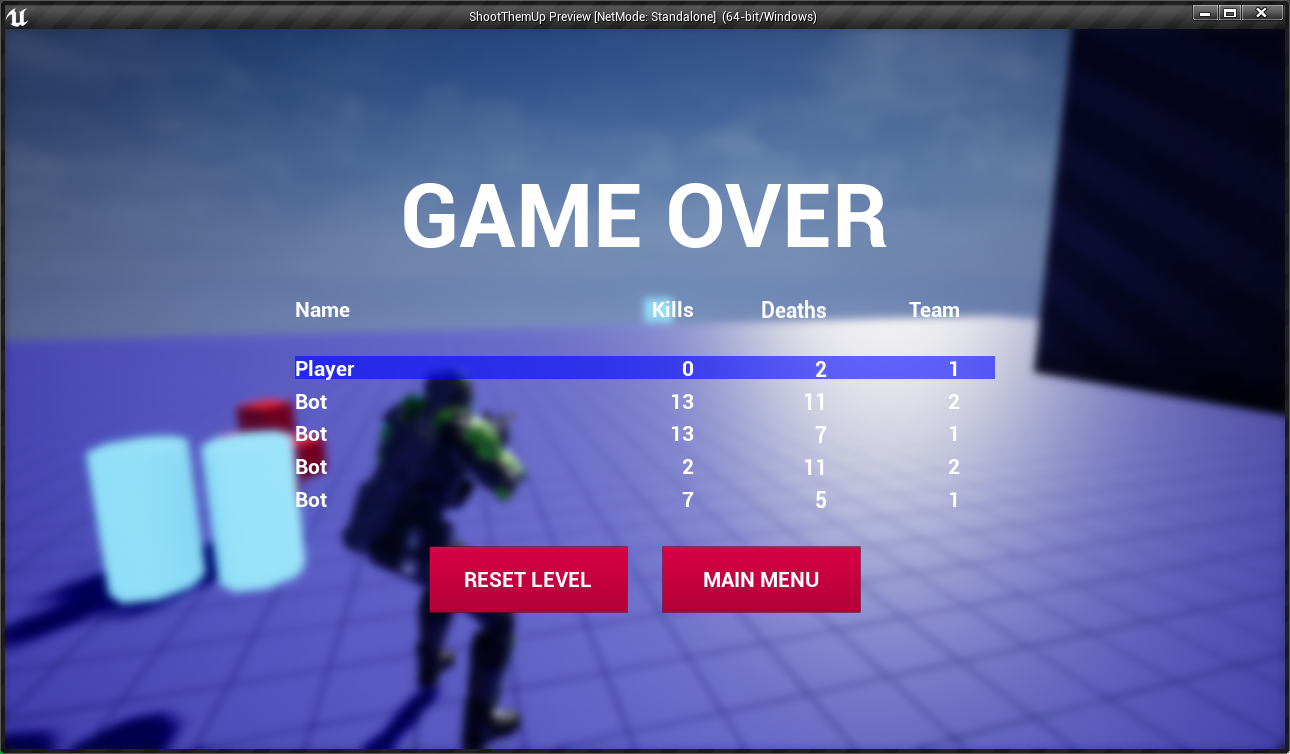 ShootThemUp Preview [NetMode: Standalone] (64-bit/Windows)
GAME OVER
Name Kills Deaths Team
Player 0 2 1
Bot 13 11 2
Bot 13 7 1
Bot 2 11 2
Bot 7 5 1
RESET LEVEL MAIN MENU